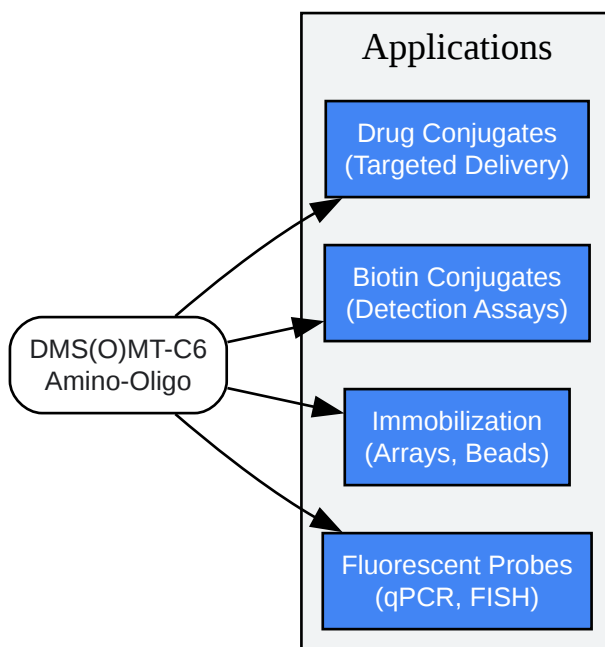 Applications
Drug Conjugates
(Targeted Delivery)
Biotin Conjugates
(Detection Assays)
DMS(O)MT-C6
Amino-Oligo
Immobilization
(Arrays, Beads)
Fluorescent Probes
(qPCR, FISH)